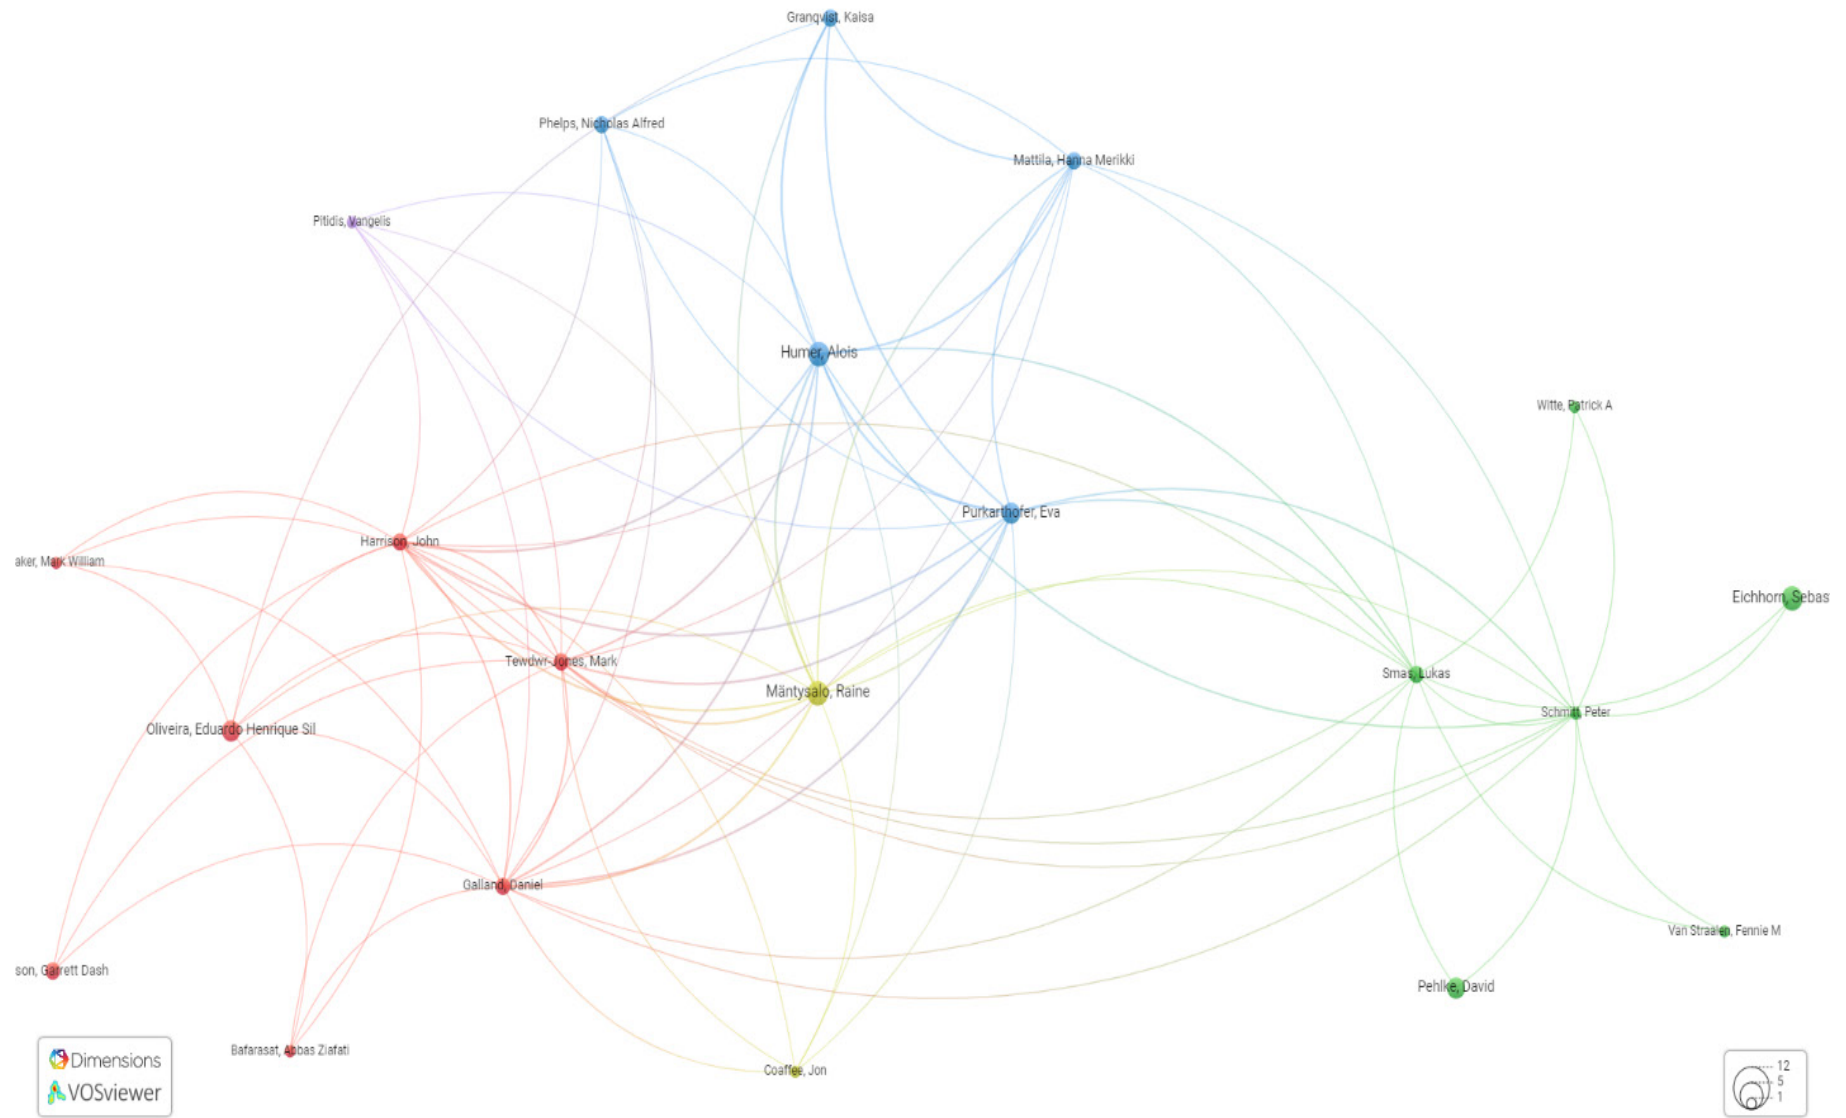 Granqvist, Kaisa
Phelps, Nicholas Alfred
Mattila, Hanna Merikki
Pitidis, Vangelis
Humer, Alois
Witte, Patrick A
Purkarthofer, Eva
Harrison, John
aker, Mark William
Eichhorn, Sebas
Tewdwr-Jones, Mark
Smas, Lukas
Mäntysalo, Raine
Schmitt, Peter
Oliveira, Eduardo Henrique Sil
Galland, Daniel
Van Straalen, Fennie M
son, Garrett Dash
Pehlke, David
Bafarasat, Abbas Ziafati
Coaffee, Jon
Dimensions
VOSviewer
12
5
1